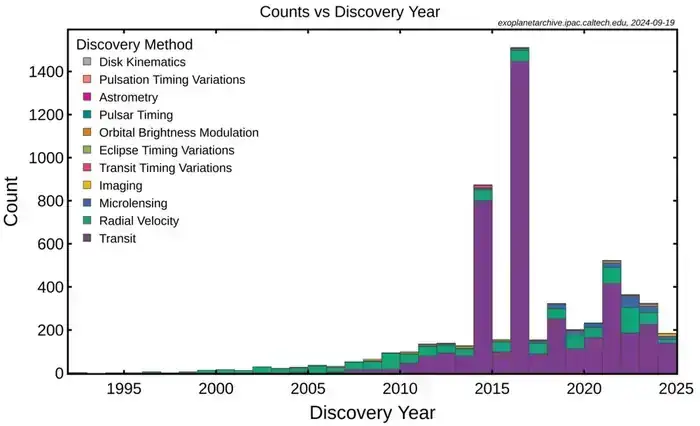 Counts vs Discovery Year
exoplanetarchive.ipac.caltech.edu, 2024-09-19
Discovery Method
Disk Kinematics
Pulsation Timing Variations
Astrometry
Pulsar Timing
Orbital Brightness Modulation
Eclipse Timing Variations
Transit Timing Variations
Imaging
Microlensing
Radial Velocity
Transit
Count
1400
1200
1000
800
600
400
200
0
1995 2000 2005 2010 2015 2020 2025
Discovery Year